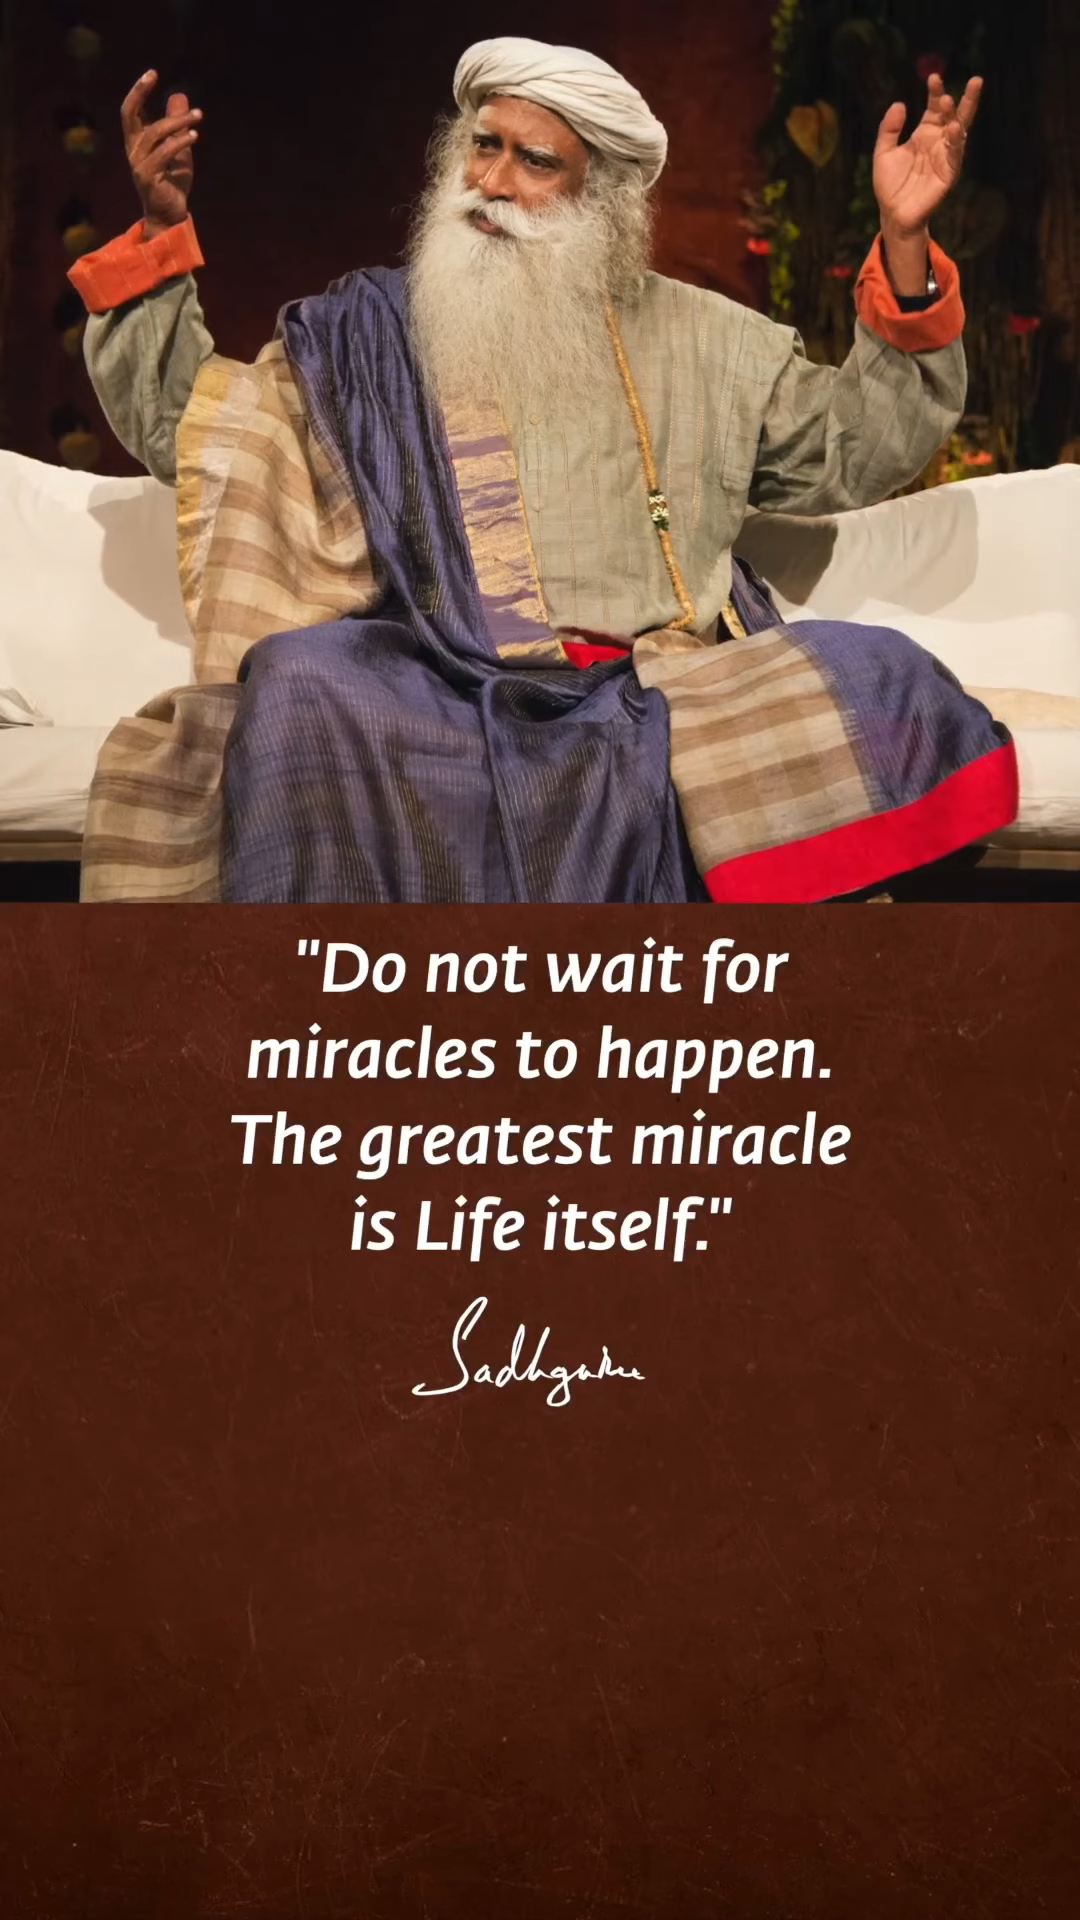 "Do not wait for
miracles to happen.
The greatest miracle
is Life itself."
Sadhguru